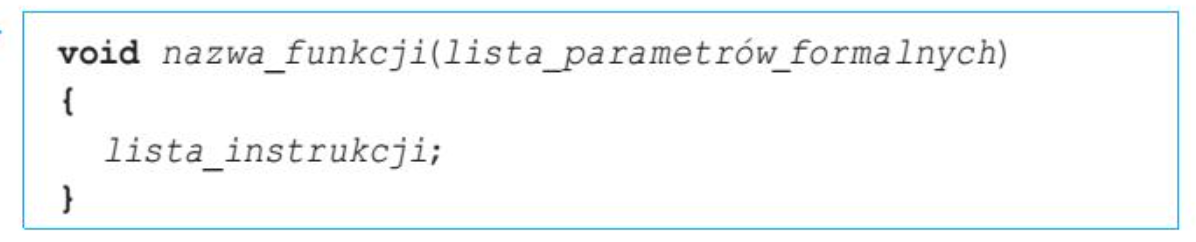 void nazwa_funkcji(lista_parametrów_formalnych)
{
lista_instrukcji;
}